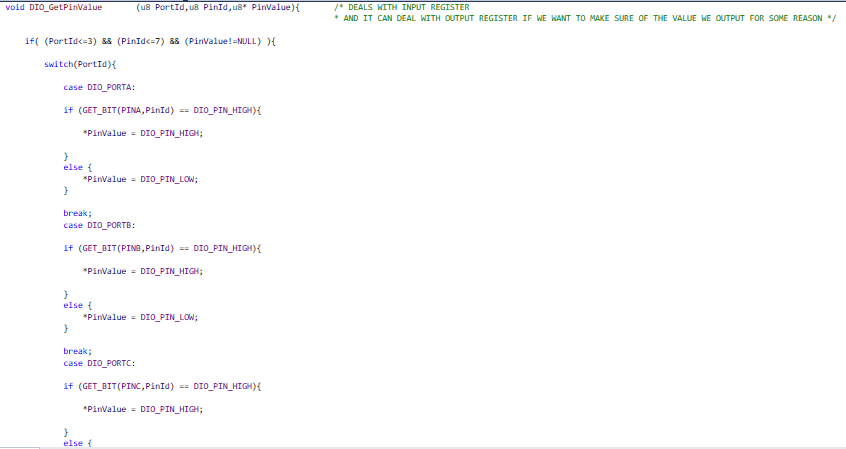 void DIO_GetPinValue (u8 PortId,u8 PinId,u8* PinValue){ /* DEALS WITH INPUT REGISTER
* AND IT CAN DEAL WITH OUTPUT REGISTER IF WE WANT TO MAKE SURE OF THE VALUE WE OUTPUT FOR SOME REASON */
if( (PortId<=3) && (PinId<=7) && (PinValue!=NULL) ){
switch(PortId){
case DIO_PORTA:
if (GET_BIT(PINA,PinId) == DIO_PIN_HIGH){
*PinValue = DIO_PIN_HIGH;
}
else {
*PinValue = DIO_PIN_LOW;
}
break;
case DIO_PORTB:
if (GET_BIT(PINB,PinId) == DIO_PIN_HIGH){
*PinValue = DIO_PIN_HIGH;
}
else {
*PinValue = DIO_PIN_LOW;
}
break;
case DIO_PORTC:
if (GET_BIT(PINC,PinId) == DIO_PIN_HIGH){
*PinValue = DIO_PIN_HIGH;
}
else {